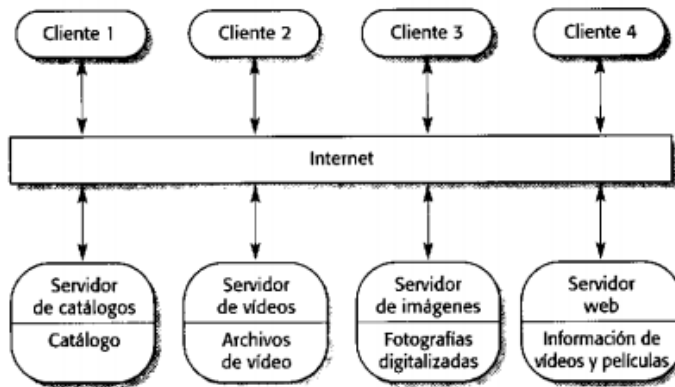 Cliente 1
Cliente 2
Cliente 3
Cliente 4
Internet
Servidor
de catálogos
Catálogo
Servidor
de vídeos
Archivos
de vídeo
Servidor
de imágenes
Fotografías
digitalizadas
Servidor
web
Información de
vídeos y películas